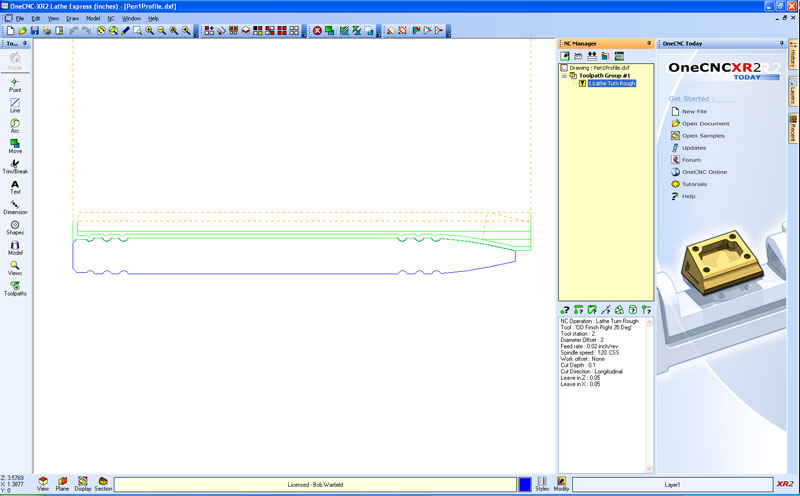 OneCNC XR2 Lathe Express (inches) - [Pen1Profile.dxf]
File Edit View Draw Model NC Window Help
To...
Home
Point
Line
Arc
Move
Trim/Break
Text
Dimension
Shapes
Model
Views
Toolpaths
NC Manager
Drawing : Pen1Profile.dxf
Toolpath Group #1
1 Lathe Turn Rough
NC Operation : Lathe Turn Rough
Tool : 'OD Finish Right 35 Deg'
Tool station : 2
Diameter Offset : 2
Feed rate : 0.02 inch/rev
Spindle speed : 120. CSS
Work offset : None
Cut Depth : 0.1
Cut Direction : Longitudinal
Leave in Z : 0.05
Leave in X : 0.05
OneCNC Today
OneCNCXR2
TODAY
Get Started :
New File
Open Document
Open Samples
Updates
Forum
OneCNC Online
Tutorials
Help
History
Layers
Recent
Z: 3.5769
X: 1.3877
Y: 0
View
Plane
Display
Section
Licensed - Bob Warfield
Styles
Modify
Layer1
XR2